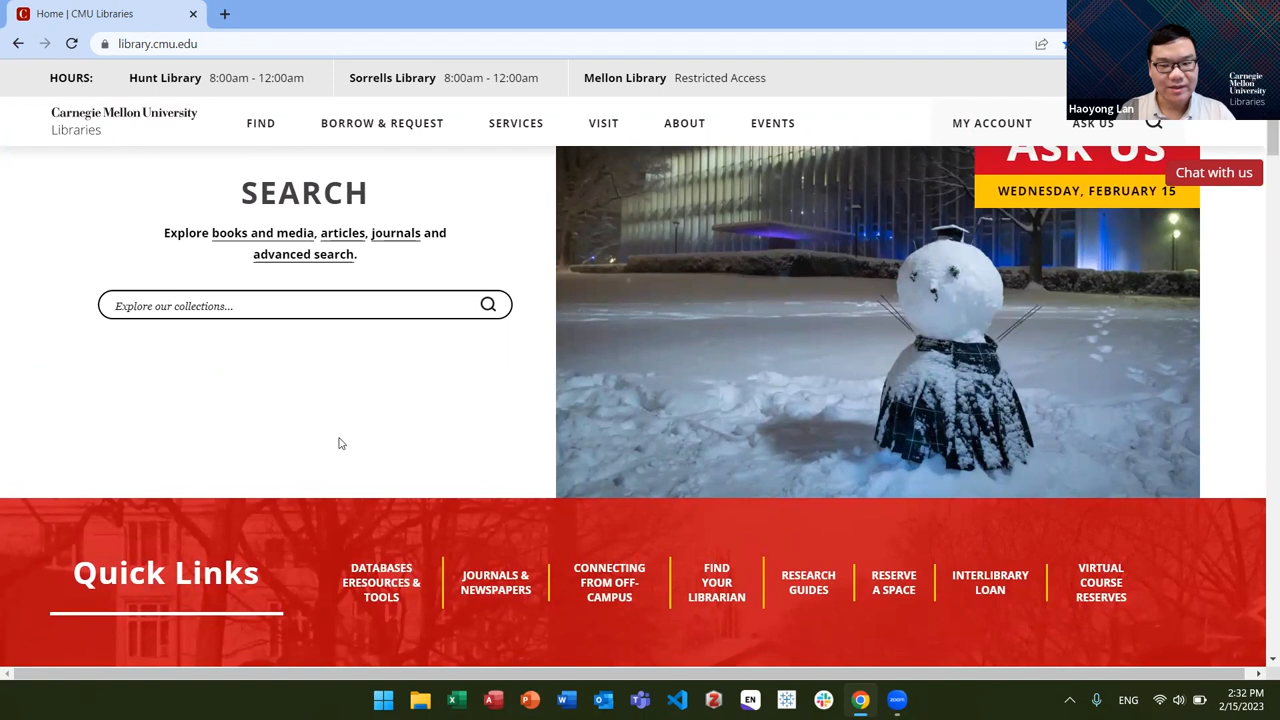 Home | CMU Libraries
library.cmu.edu
HOURS: Hunt Library 8:00am - 12:00am Sorrells Library 8:00am - 12:00am Mellon Library Restricted Access
Haoyong Lan
Carnegie
Mellon
University
Libraries
Carnegie Mellon University
Libraries
FIND BORROW & REQUEST SERVICES VISIT ABOUT EVENTS MY ACCOUNT ASK US
Ask Us
Chat with us
WEDNESDAY, FEBRUARY 15
SEARCH
Explore books and media, articles, journals and
advanced search.
Explore our collections...
Quick Links
DATABASES
ERESOURCES &
TOOLS
JOURNALS &
NEWSPAPERS
CONNECTING
FROM OFF-
CAMPUS
FIND
YOUR
LIBRARIAN
RESEARCH
GUIDES
RESERVE
A SPACE
INTERLIBRARY
LOAN
VIRTUAL
COURSE
RESERVES
EN
zoom
ENG
2:32 PM
2/15/2023